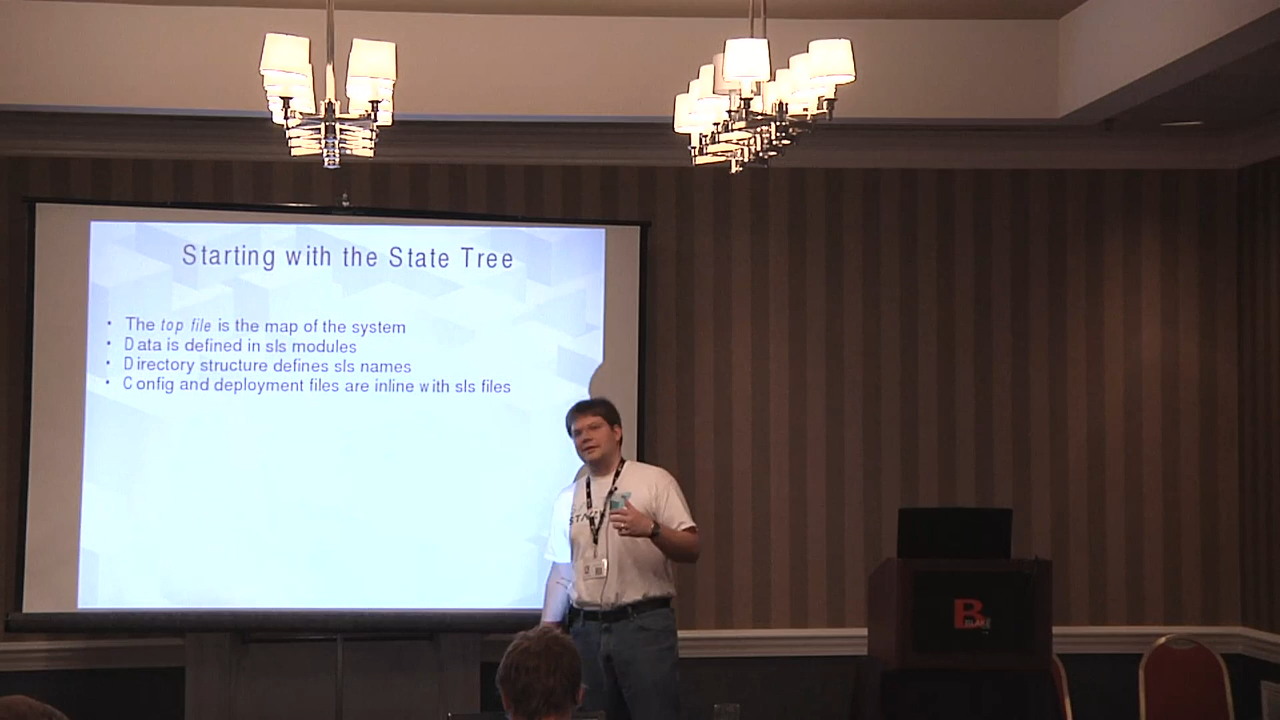 Starting with the State Tree
• The top file is the map of the system
• Data is defined in sls modules
• Directory structure defines sls names
• Config and deployment files are inline with sls files